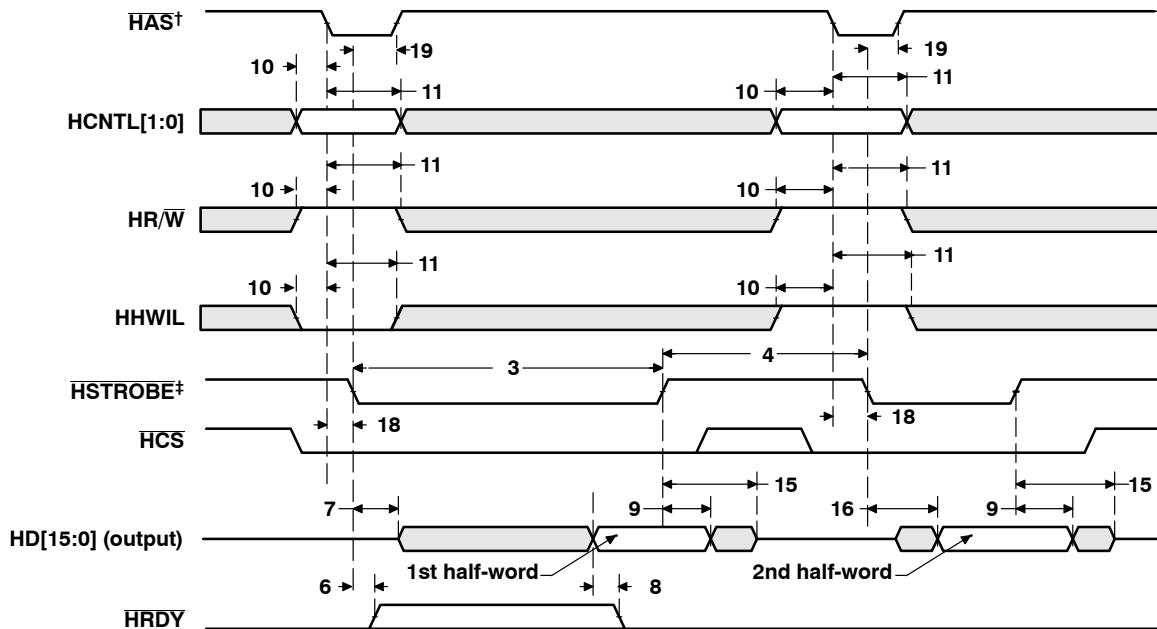 HAS†
19
19
10
11
10
11
HCNTL[1:0]
11
11
10
10
HR/W
11
11
10
10
HHWIL
3
4
HSTROBE‡
18
18
HCS
15
15
7
9
16
9
HD[15:0] (output)
1st half-word
2nd half-word
6
8
HRDY